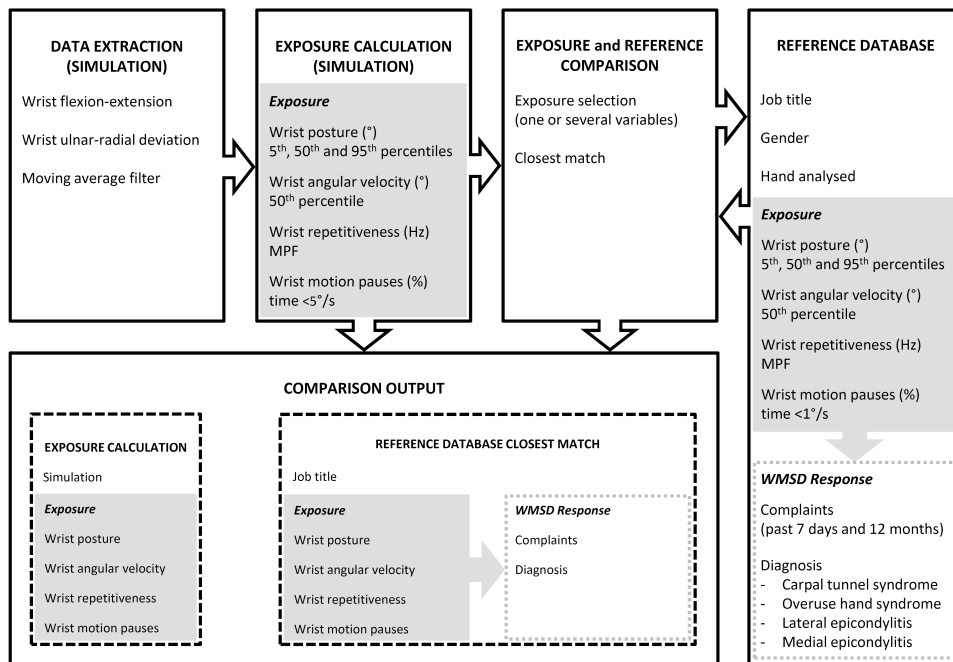 DATA EXTRACTION
(SIMULATION)
Wrist flexion-extension
Wrist ulnar-radial deviation
Moving average filter
EXPOSURE CALCULATION
(SIMULATION)
Exposure
Wrist posture (°)
5th, 50th and 95th percentiles
Wrist angular velocity (°)
50th percentile
Wrist repetitiveness (Hz)
MPF
Wrist motion pauses (%)
time <5°/s
EXPOSURE and REFERENCE
COMPARISON
Exposure selection
(one or several variables)
Closest match
REFERENCE DATABASE
Job title
Gender
Hand analysed
Exposure
Wrist posture (°)
5th, 50th and 95th percentiles
Wrist angular velocity (°)
50th percentile
Wrist repetitiveness (Hz)
MPF
Wrist motion pauses (%)
time <1°/s
WMSD Response
Complaints
(past 7 days and 12 months)
Diagnosis
- Carpal tunnel syndrome
- Overuse hand syndrome
- Lateral epicondylitis
- Medial epicondylitis
COMPARISON OUTPUT
EXPOSURE CALCULATION
Simulation
Exposure
Wrist posture
Wrist angular velocity
Wrist repetitiveness
Wrist motion pauses
REFERENCE DATABASE CLOSEST MATCH
Job title
Exposure
Wrist posture
Wrist angular velocity
Wrist repetitiveness
Wrist motion pauses
WMSD Response
Complaints
Diagnosis